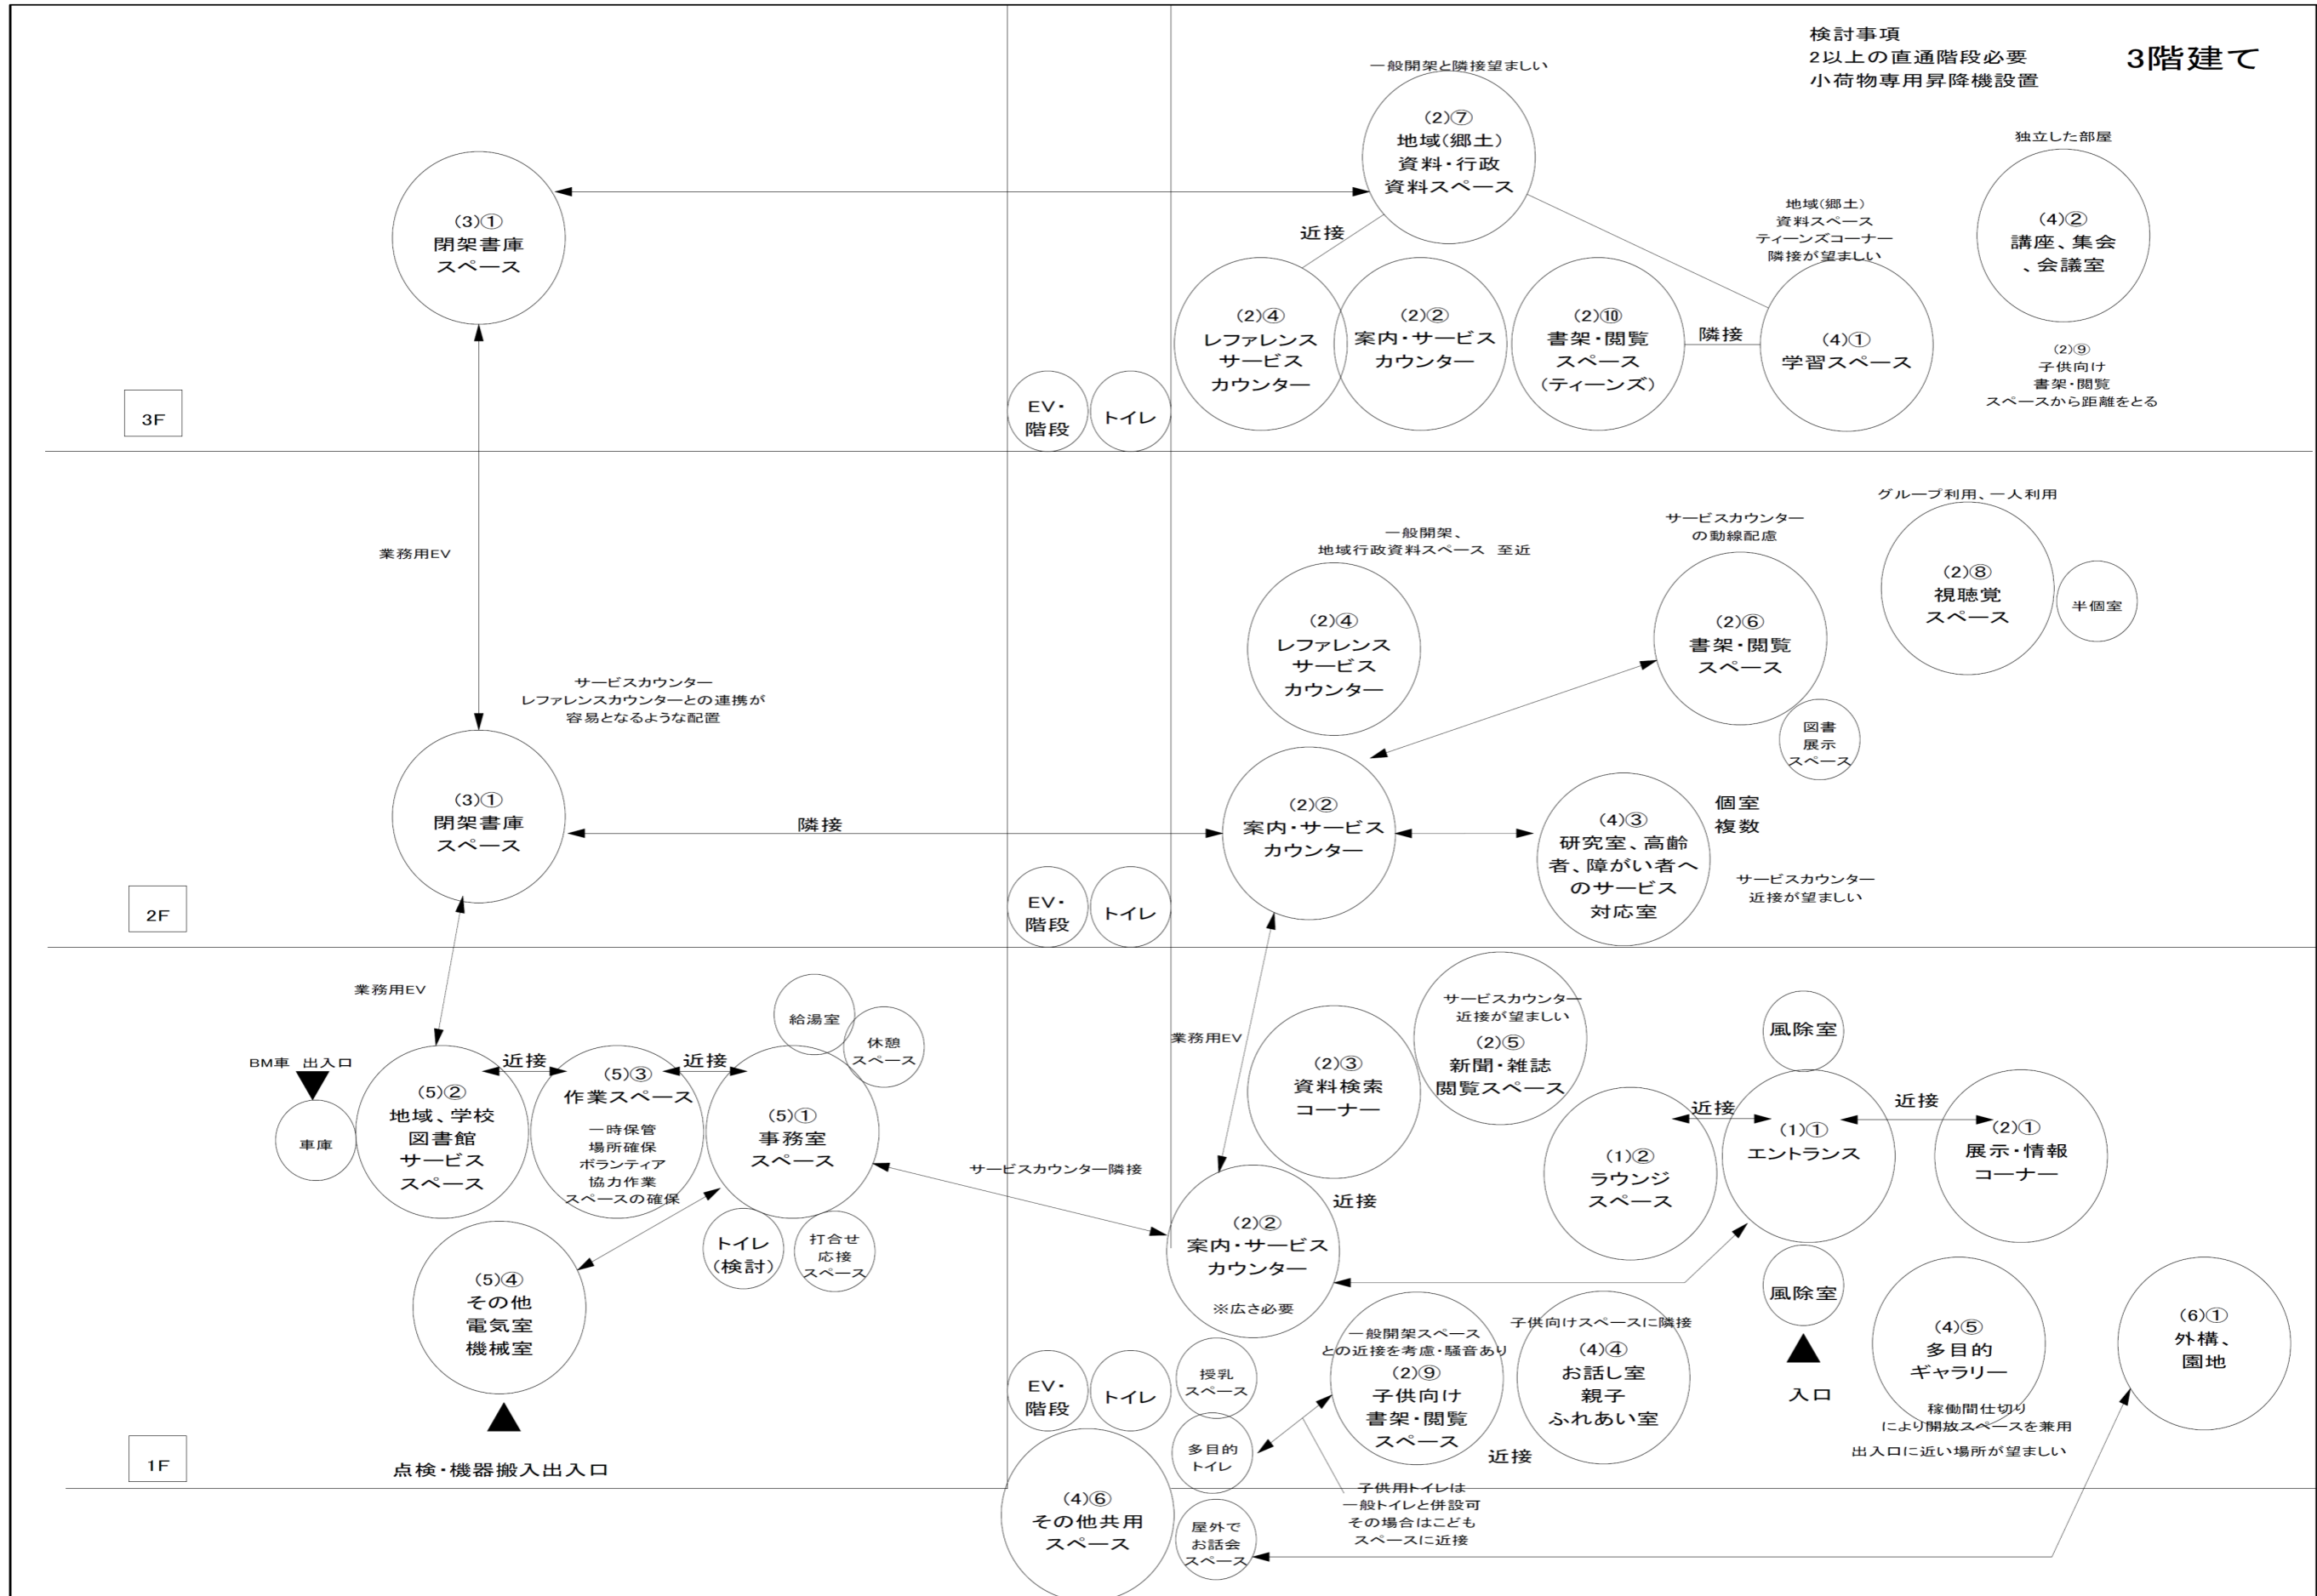 検討事項
2以上の直通階段必要
小荷物専用昇降機設置
3階建て
一般開架と隣接望ましい
(2)⑦
地域(郷土)
資料・行政
資料スペース
独立した部屋
(4)②
講座、集会
、会議室
(3)①
閉架書庫
スペース
近接
地域(郷土)
資料スペース
ティーンズコーナー
隣接が望ましい
(2)④
レファレンス
サービス
カウンター
(2)②
案内・サービス
カウンター
(2)⑩
書架・閲覧
スペース
(ティーンズ)
隣接
(4)①
学習スペース
(2)⑨
子供向け
書架・閲覧
スペースから距離をとる
3F
EV・
階段
トイレ
業務用EV
一般開架、
地域行政資料スペース 至近
サービスカウンター
の動線配慮
グループ利用、一人利用
(2)④
レファレンス
サービス
カウンター
(2)⑥
書架・閲覧
スペース
(2)⑧
視聴覚
スペース
半個室
サービスカウンター
レファレンスカウンターとの連携が
容易となるような配置
図書
展示
スペース
(3)①
閉架書庫
スペース
隣接
(2)②
案内・サービス
カウンター
(4)③
研究室、高齢
者、障がい者へ
のサービス
対応室
個室
複数
サービスカウンター
近接が望ましい
2F
EV・
階段
トイレ
業務用EV
給湯室
休憩
スペース
業務用EV
サービスカウンター
近接が望ましい
(2)⑤
新聞・雑誌
閲覧スペース
(2)③
資料検索
コーナー
風除室
BM車 出入口
車庫
(5)②
地域、学校
図書館
サービス
スペース
近接
(5)③
作業スペース
一時保管
場所確保
ボランティア
協力作業
スペースの確保
近接
(5)①
事務室
スペース
サービスカウンター隣接
近接
(1)②
ラウンジ
スペース
近接
(1)①
エントランス
近接
(2)①
展示・情報
コーナー
(2)②
案内・サービス
カウンター
※広さ必要
トイレ
(検討)
打合せ
応接
スペース
(5)④
その他
電気室
機械室
風除室
入口
(4)⑤
多目的
ギャラリー
稼働間仕切り
により開放スペースを兼用
出入口に近い場所が望ましい
(6)①
外構、
園地
一般開架スペース
との近接を考慮・騒音あり
(2)⑨
子供向け
書架・閲覧
スペース
子供向けスペースに隣接
(4)④
お話し室
親子
ふれあい室
近接
EV・
階段
トイレ
授乳
スペース
多目的
トイレ
1F
点検・機器搬入出入口
(4)⑥
その他共用
スペース
屋外で
お話会
スペース
子供用トイレは
一般トイレと併設可
その場合はこども
スペースに近接